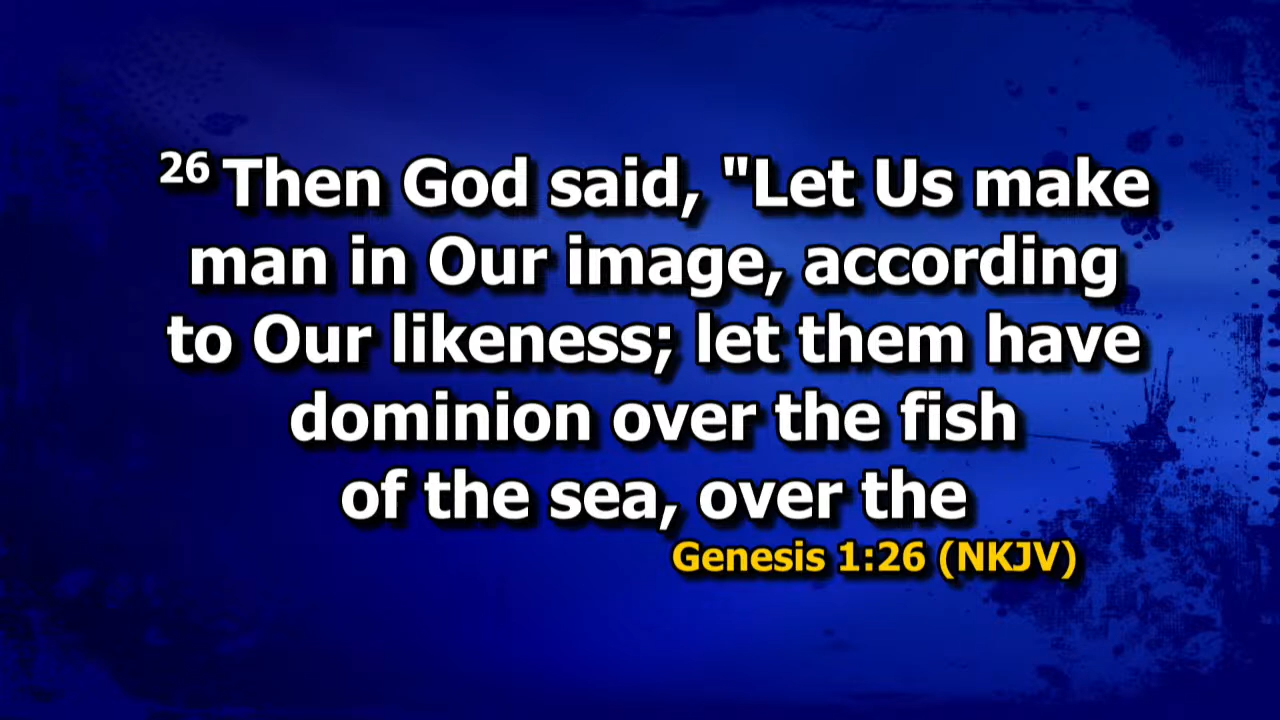 26 Then God said, "Let Us make
man in Our image, according
to Our likeness; let them have
dominion over the fish
of the sea, over the
Genesis 1:26 (NKJV)